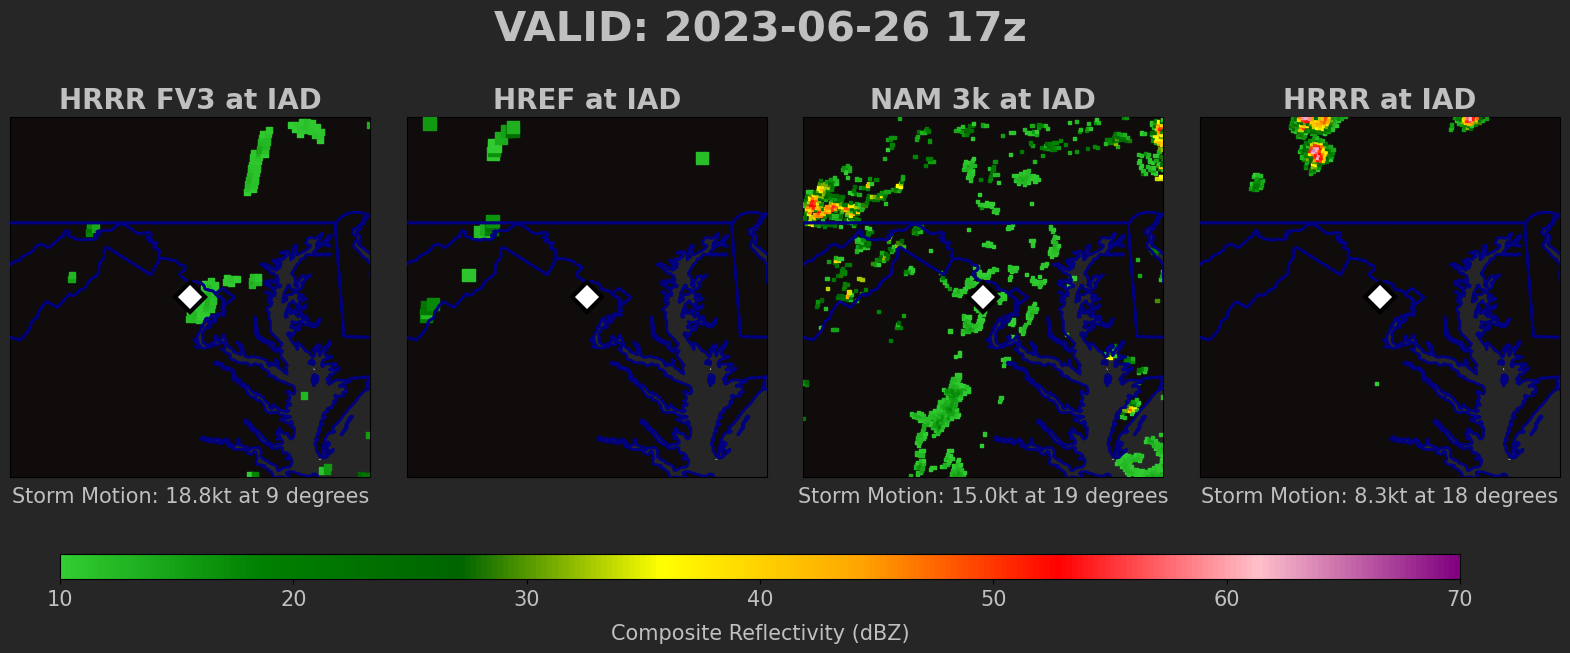 VALID: 2023-06-26 17z
HRRR FV3 at IAD
HREF at IAD
NAM 3k at IAD
HRRR at IAD
Storm Motion: 18.8kt at 9 degrees
Storm Motion: 15.0kt at 19 degrees
Storm Motion: 8.3kt at 18 degrees
10 20 30 40 50 60 70
Composite Reflectivity (dBZ)